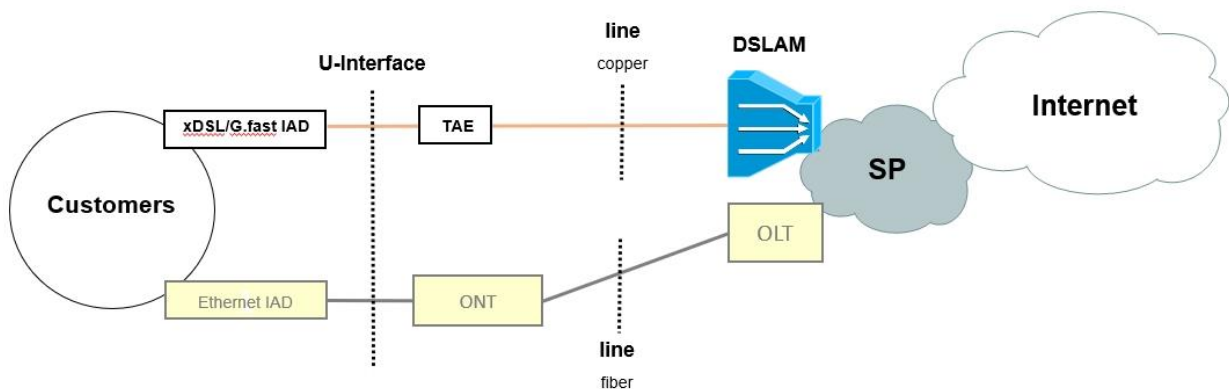 line
copper
DSLAM
U-Interface
Internet
xDSL/G.fast IAD
TAE
SP
Customers
OLT
Ethernet IAD
ONT
line
fiber